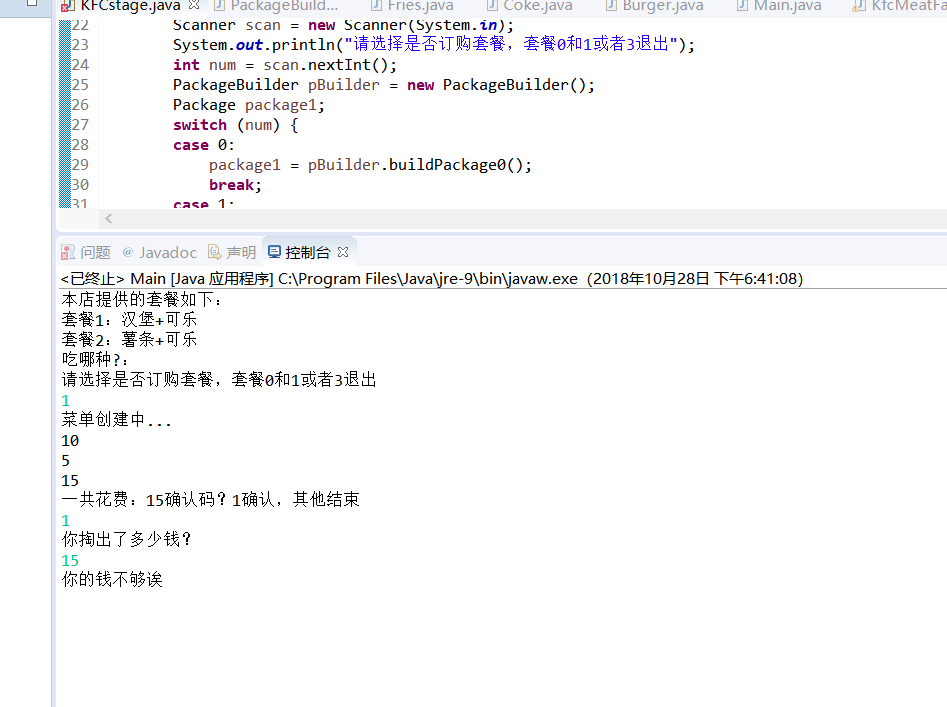 KFCstage.java PackageBuild... Fries.java Coke.java Burger.java Main.java KfcMeatFa
22 Scanner scan = new Scanner(System.in);
23 System.out.println("请选择是否订购套餐，套餐0和1或者3退出");
24 int num = scan.nextInt();
25 PackageBuilder pBuilder = new PackageBuilder();
26 Package package1;
27 switch (num) {
28 case 0:
29 package1 = pBuilder.buildPackage0();
30 break;
31 case 1:
问题 @ Javadoc 声明 控制台
<已终止> Main [Java 应用程序] C:\Program Files\Java\jre-9\bin\javaw.exe（2018年10月28日 下午6:41:08）
本店提供的套餐如下：
套餐1：汉堡+可乐
套餐2：薯条+可乐
吃哪种?：
请选择是否订购套餐，套餐0和1或者3退出
1
菜单创建中...
10
5
15
一共花费：15确认码？1确认，其他结束
1
你掏出了多少钱？
15
你的钱不够诶